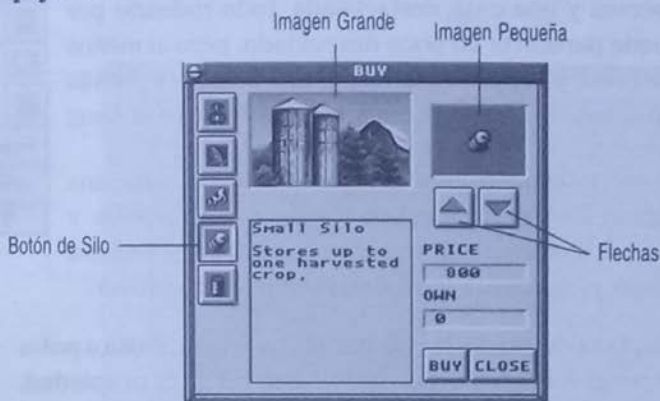 Imagen Grande
Imagen Pequeña
BUY
Botón de Silo
Small Silo
Stores up to
one harvested
crop.
PRICE
800
OWN
0
Flechas
BUY
CLOSE